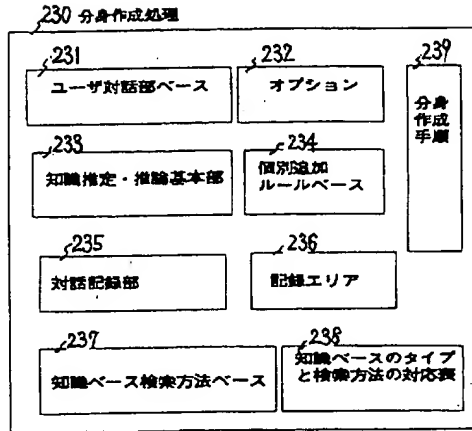 230 分身作成処理
231
ユーザ対話部ベース
232
オプション
239
分身
作成
手順
233
知識推定・推論基本部
234
個別追加
ルールベース
235
対話記録部
236
記録エリア
237
知識ベース検索方法ベース
238
知識ベースのタイプ
と検索方法の対応表